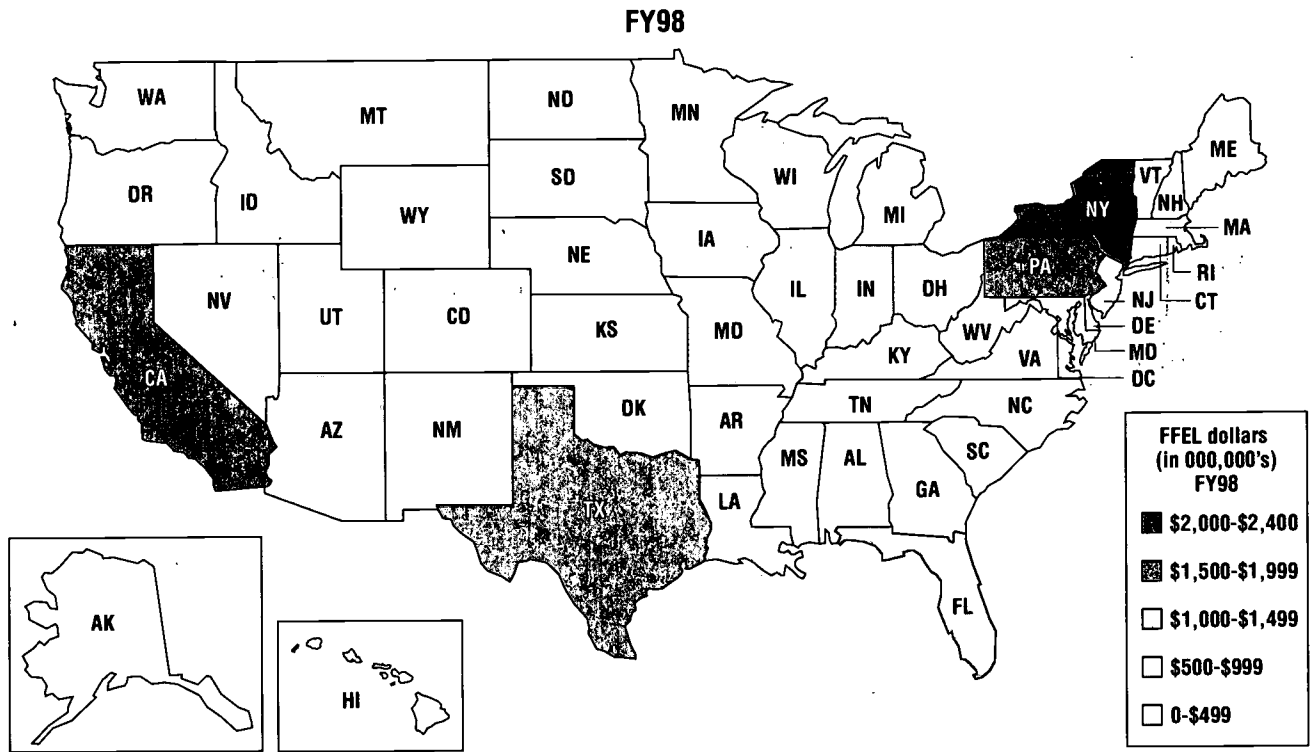 FY98
WA
MT
ND
MN
ME
OR
ID
SD
WI
VT
NH
WY
MI
NY
MA
IA
NE
PA
RI
NV
UT
CO
IL
IN
OH
NJ
CT
KS
MO
WV
DE
CA
KY
VA
MD
DC
AZ
NM
OK
AR
TN
NC
MS
AL
SC
GA
TX
LA
FL
AK
HI
FFEL dollars
(in 000,000's)
FY98
$2,000-$2,400
$1,500-$1,999
$1,000-$1,499
$500-$999
0-$499